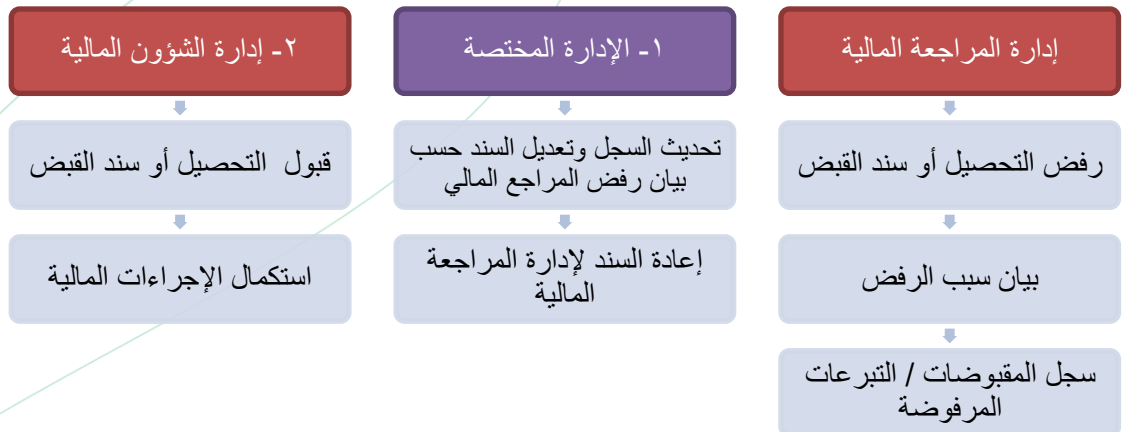 إدارة المراجعة المالية
رفض التحصيل أو سند القبض
بيان سبب الرفض
سجل المقبوضات / التبرعات
المرفوضة
١- الإدارة المختصة
تحديث السجل وتعديل السند حسب
بيان رفض المراجع المالي
إعادة السند لإدارة المراجعة
المالية
٢- إدارة الشؤون المالية
قبول التحصيل أو سند القبض
استكمال الإجراءات المالية